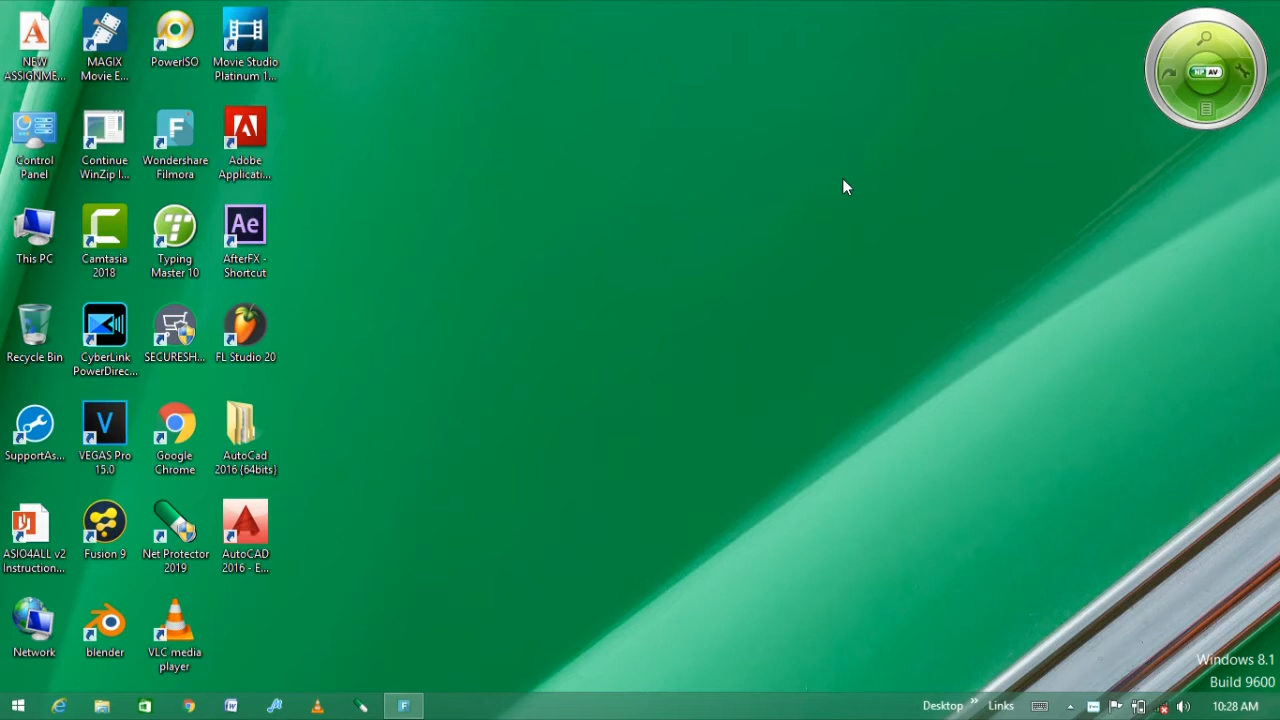 NEW
ASSIGNME...
MAGIX
Movie E...
PowerISO
Movie Studio
Platinum 1...
Control
Panel
Continue
WinZip I...
Wondershare
Filmora
Adobe
Applicati...
This PC
Camtasia
2018
Typing
Master 10
Ae
AfterFX -
Shortcut
Recycle Bin
CyberLink
PowerDirec...
SECURESH...
FL Studio 20
SupportAs...
VEGAS Pro
15.0
Google
Chrome
AutoCad
2016 {64bits}
ASIO4ALL v2
Instruction...
Fusion 9
Net Protector
2019
AutoCAD
2016 - E...
Network
blender
VLC media
player
NP AV
Windows 8.1
Build 9600
Desktop
Links
10:28 AM